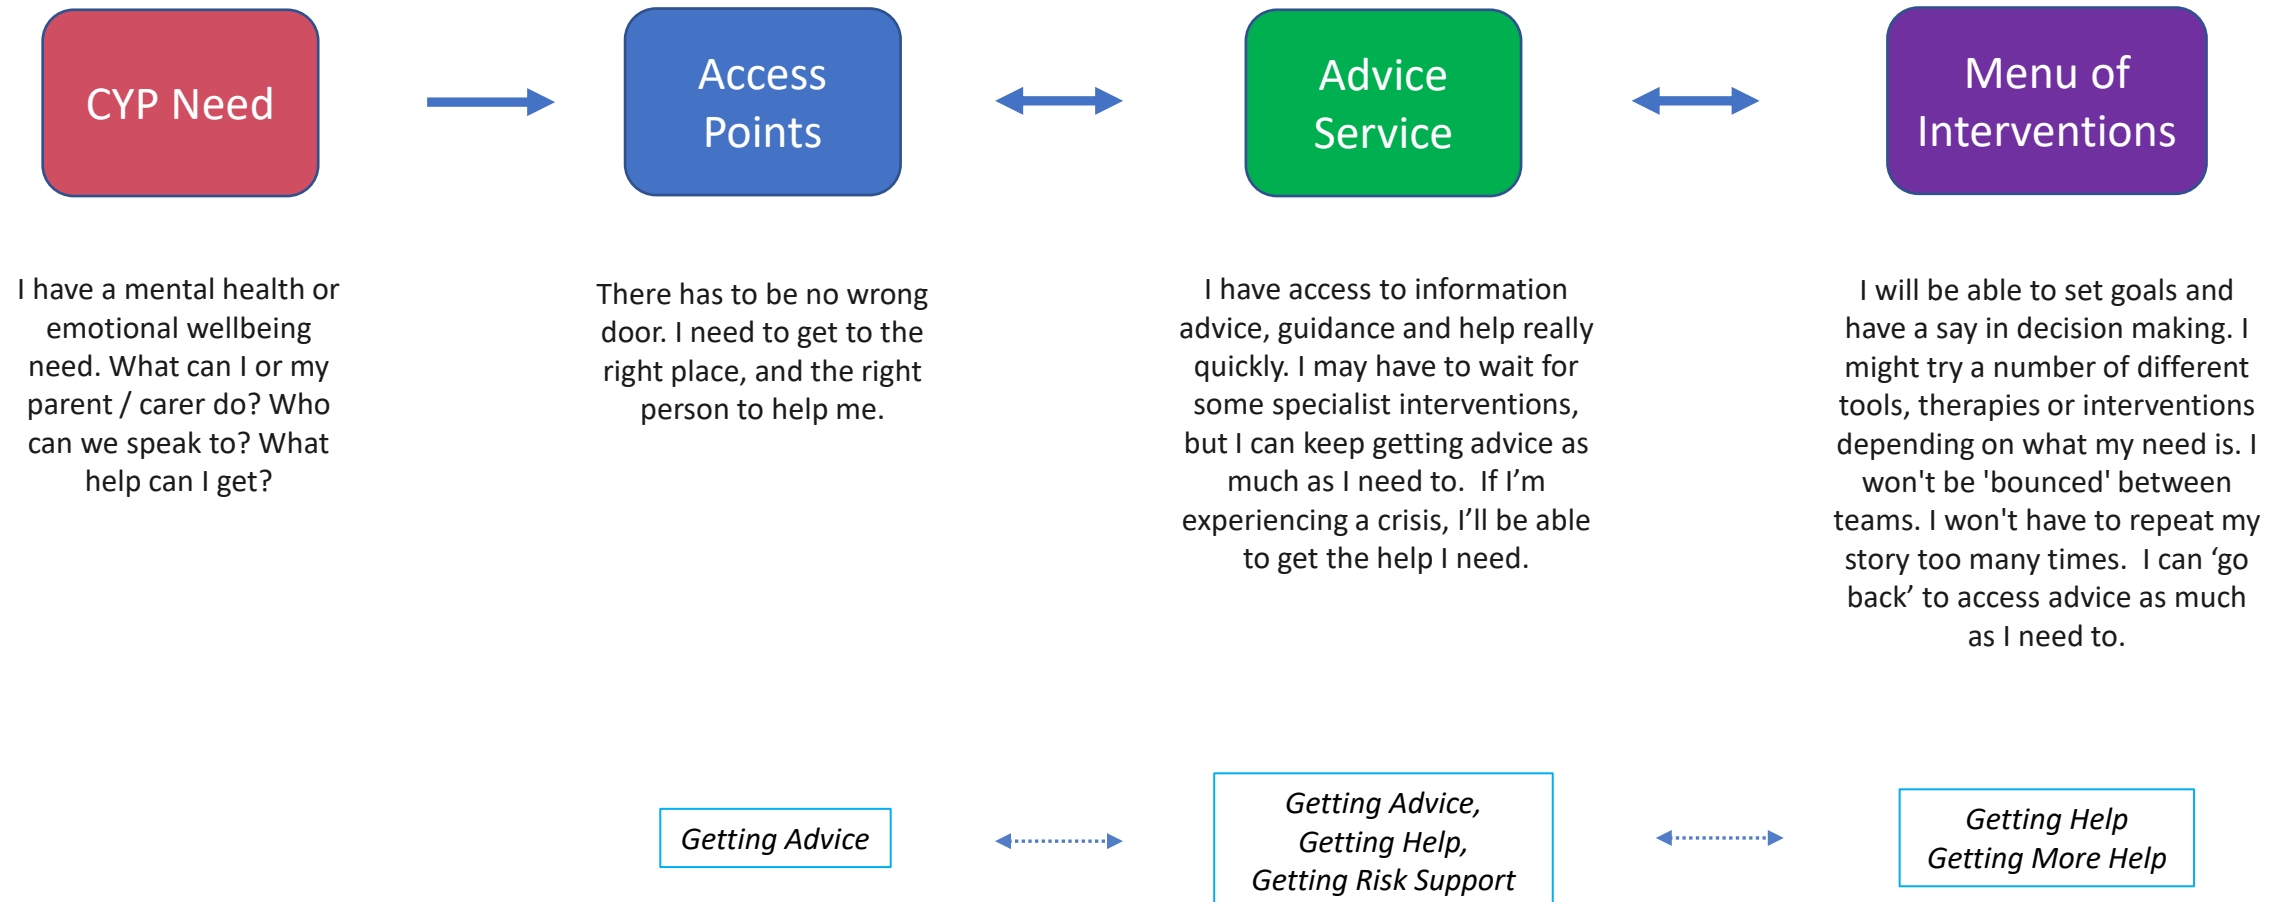 CYP Need
Access
Points
Advice
Service
Menu of
Interventions
I have a mental health or
emotional wellbeing
need. What can I or my
parent / carer do? Who
can we speak to? What
help can I get?
There has to be no wrong
door. I need to get to the
right place, and the right
person to help me.
I have access to information
advice, guidance and help really
quickly. I may have to wait for
some specialist interventions,
but I can keep getting advice as
much as I need to.  If I’m
experiencing a crisis, I’ll be able
to get the help I need.
I will be able to set goals and
have a say in decision making. I
might try a number of different
tools, therapies or interventions
depending on what my need is. I
won't be 'bounced' between
teams. I won't have to repeat my
story too many times.  I can ‘go
back’ to access advice as much
as I need to.
Getting Advice
Getting Advice,
Getting Help,
Getting Risk Support
Getting Help
Getting More Help